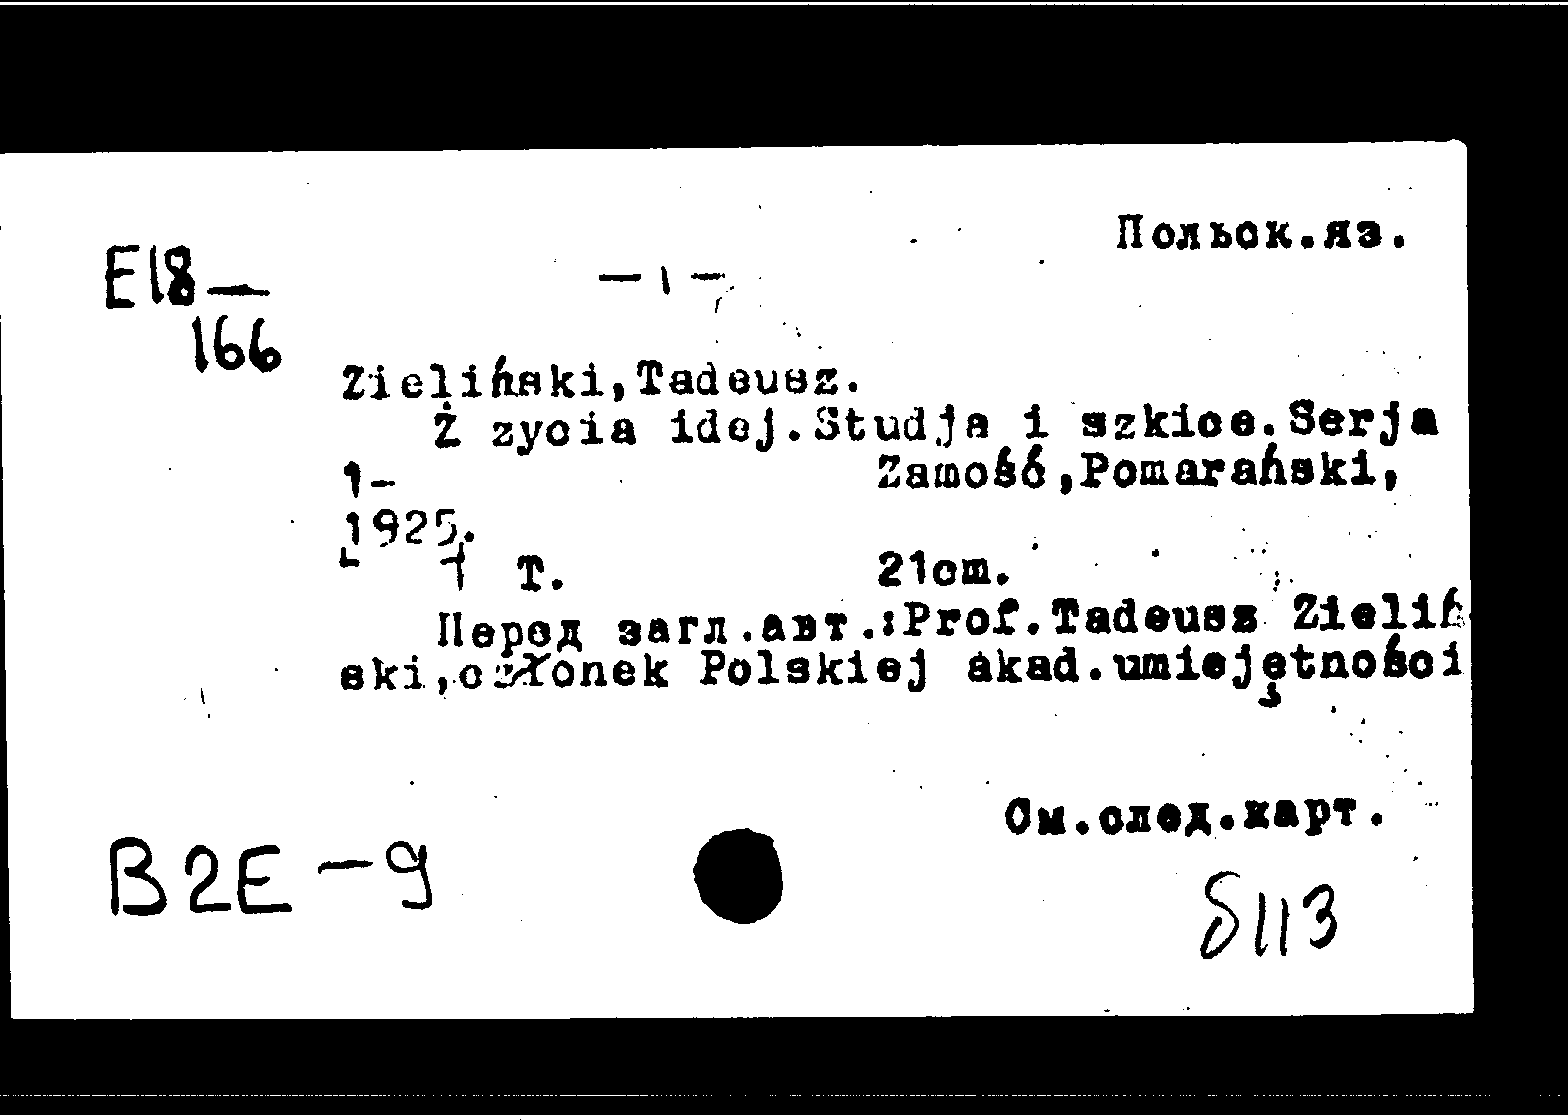 Польск.яз.
E18—
166
— 1 —
Zieliński,Tadeusz.
Ż zycia idej.Studja i szkice.Serja
1- Zamość,Pomarański,
1925.
T. 21cm.
Перед загл.авт.:Prof.Tadeusz Zieliń
ski,członek Polskiej akad.umiejętności
См.след.карт.
B2E-9
8113